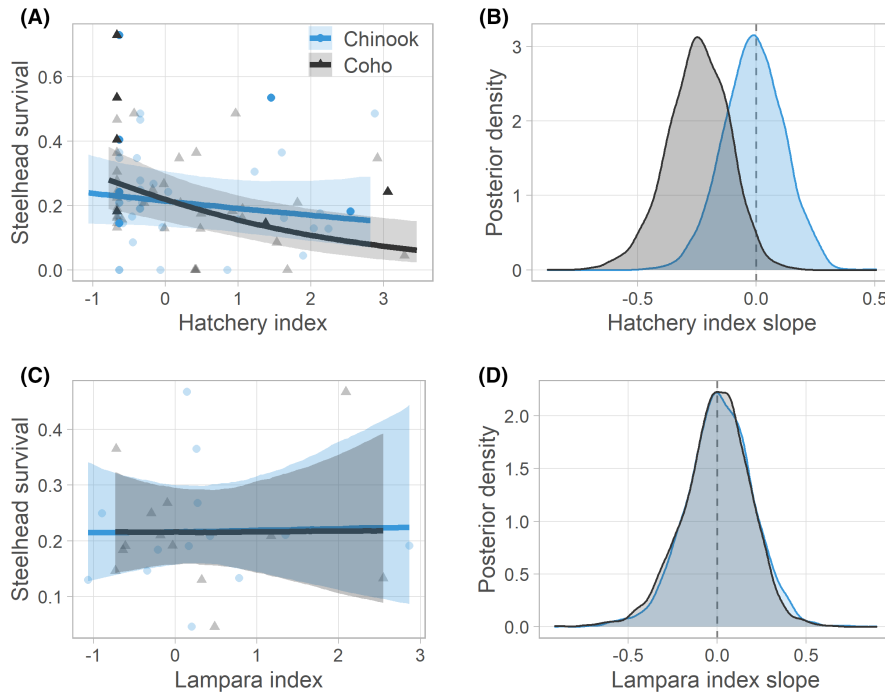 (A)
Steelhead survival
0.6
0.4
0.2
0.0
Chinook
Coho
-1 0 1 2 3
Hatchery index
(B)
Posterior density
3
2
1
0
-0.5 0.0 0.5
Hatchery index slope
(C)
Steelhead survival
0.4
0.3
0.2
0.1
-1 0 1 2 3
Lampara index
(D)
Posterior density
2.0
1.5
1.0
0.5
0.0
-0.5 0.0 0.5
Lampara index slope